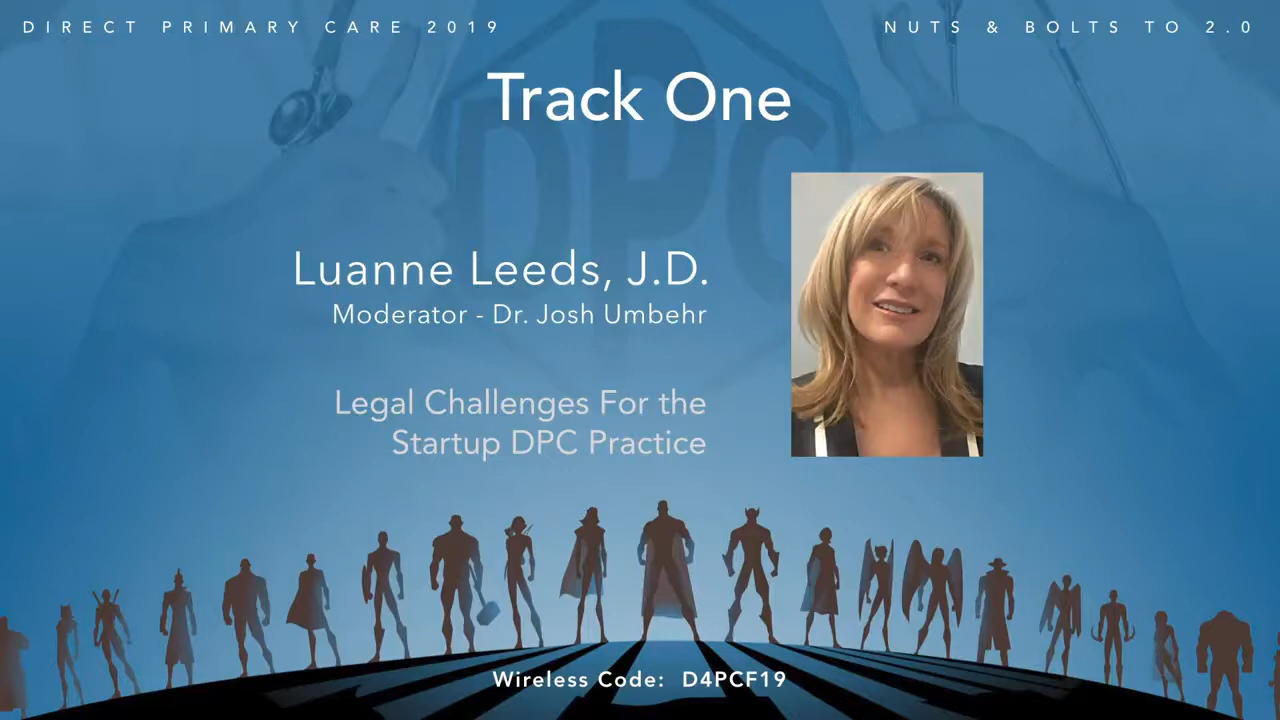 DIRECT PRIMARY CARE 2019
NUTS & BOLTS TO 2.0
DPC
Track One
Luanne Leeds, J.D.
Moderator - Dr. Josh Umbehr
Legal Challenges For the
Startup DPC Practice
Wireless Code: D4PCF19